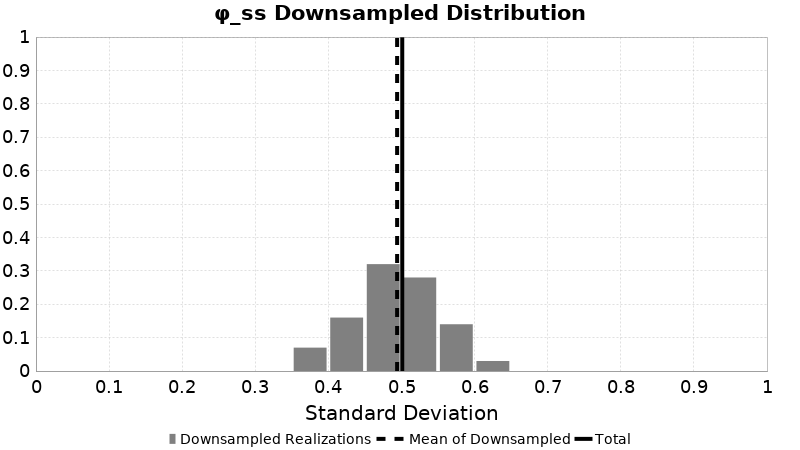 φ_ss Downsampled Distribution
1
0.9
0.8
0.7
0.6
0.5
0.4
0.3
0.2
0.1
0
0 0.1 0.2 0.3 0.4 0.5 0.6 0.7 0.8 0.9 1
Standard Deviation
Downsampled Realizations Mean of Downsampled Total